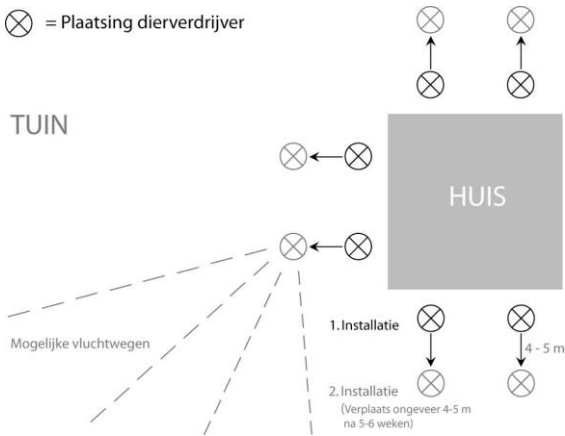 = Plaatsing dierverdrijver
TUIN
HUIS
1. Installatie
4 - 5 m
Mogelijke vluchtwegen
2. Installatie
(Verplaats ongeveer 4-5 m
na 5-6 weken)